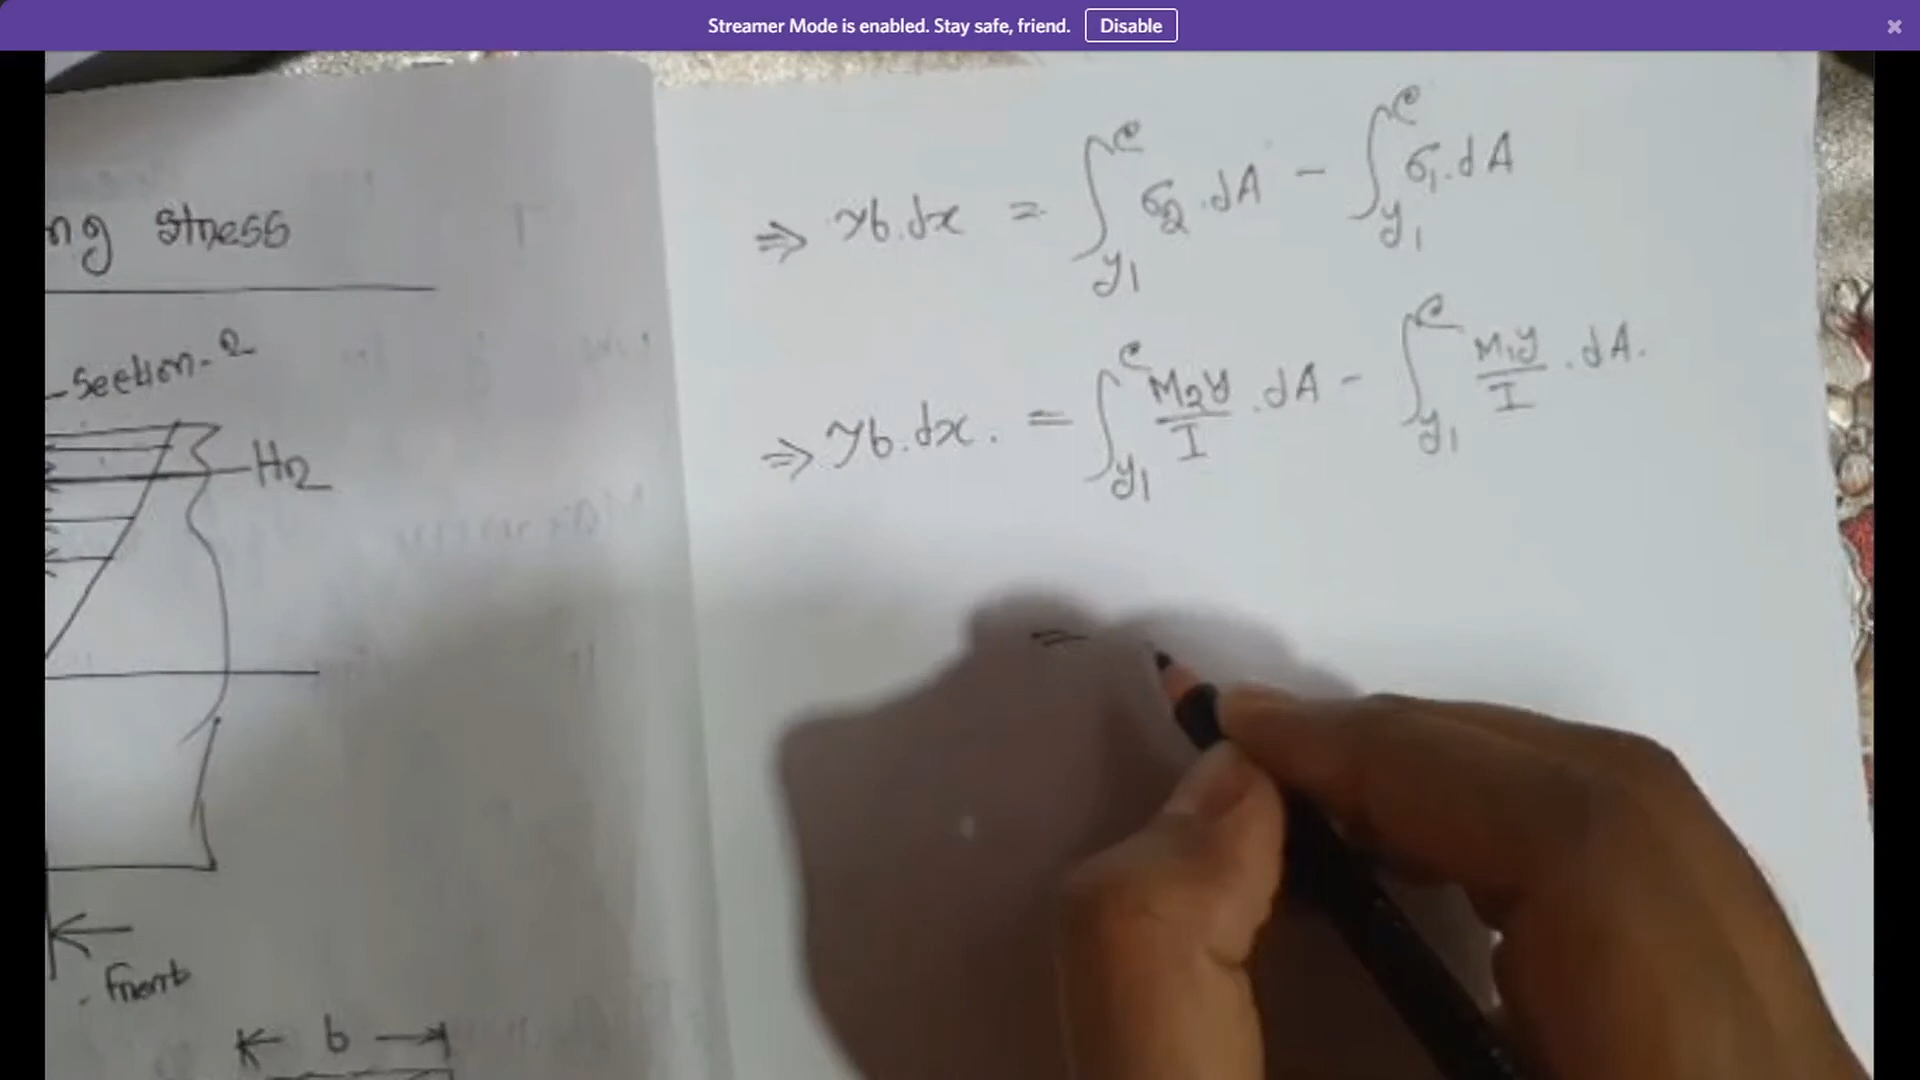 Streamer Mode is enabled. Stay safe, friend. Disable
ng stress
Section-2
H2
Front
b
⇒ τb.dx = ∫_{y1}^{c} σ2.dA - ∫_{y1}^{c} σ1.dA
⇒ τb.dx. = ∫_{y1}^{c} M2y/I .dA - ∫_{y1}^{c} M1y/I .dA.
=